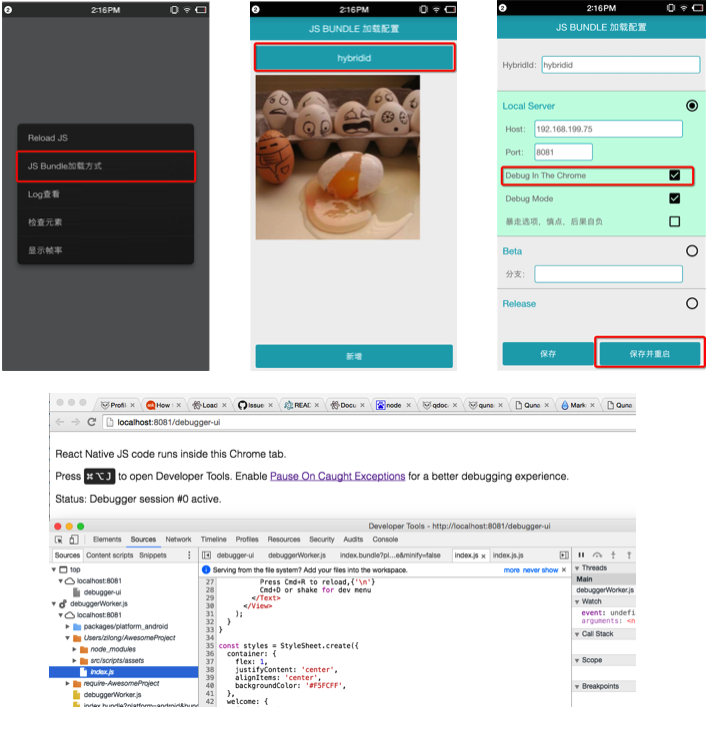 2:16PM
Reload JS
JS Bundle加载方式
Log查看
检查元素
显示帧率
2:16PM
JS BUNDLE 加载配置
hybridid
新增
2:16PM
JS BUNDLE 加载配置
HybridId: hybridid
Local Server
Host: 192.168.199.75
Port: 8081
Debug In The Chrome
Debug Mode
暴走选项，慎点，后果自负
Beta
分支:
Release
保存 保存并重启
Profil How Load Issue READ Docu node qdoc quna Quno Mark Quna
localhost:8081/debugger-ui
React Native JS code runs inside this Chrome tab.
Press ⌘⌥J to open Developer Tools. Enable Pause On Caught Exceptions for a better debugging experience.
Status: Debugger session #0 active.
Developer Tools - http://localhost:8081/debugger-ui
Elements Sources Network Timeline Profiles Resources Security Audits Console
Sources Content scripts Snippets debugger-ui debuggerWorker.js index.bundle?pl...e&minify=false index.js × index.js.js
Serving from the file system? Add your files into the workspace. more never show ×
top
localhost:8081
debugger-ui
debuggerWorker.js
localhost:8081
packages/platform_android
Users/zilong/AwesomeProject
node_modules
src/scripts/assets
index.js
require-AwesomeProject
debuggerWorker.js
index.bundle?platform=android&bund
27 Press Cmd+R to reload,{'\n'}
28 Cmd+D or shake for dev menu
29 </Text>
30 </View>
31 );
32 }
33 }
34
35 const styles = StyleSheet.create({
36 container: {
37 flex: 1,
38 justifyContent: 'center',
39 alignItems: 'center',
40 backgroundColor: '#F5FCFF',
41 },
42 welcome: {
Threads
Main
debuggerWorker.js
Watch
event: undefi
arguments: <n
Call Stack
Scope
Breakpoints